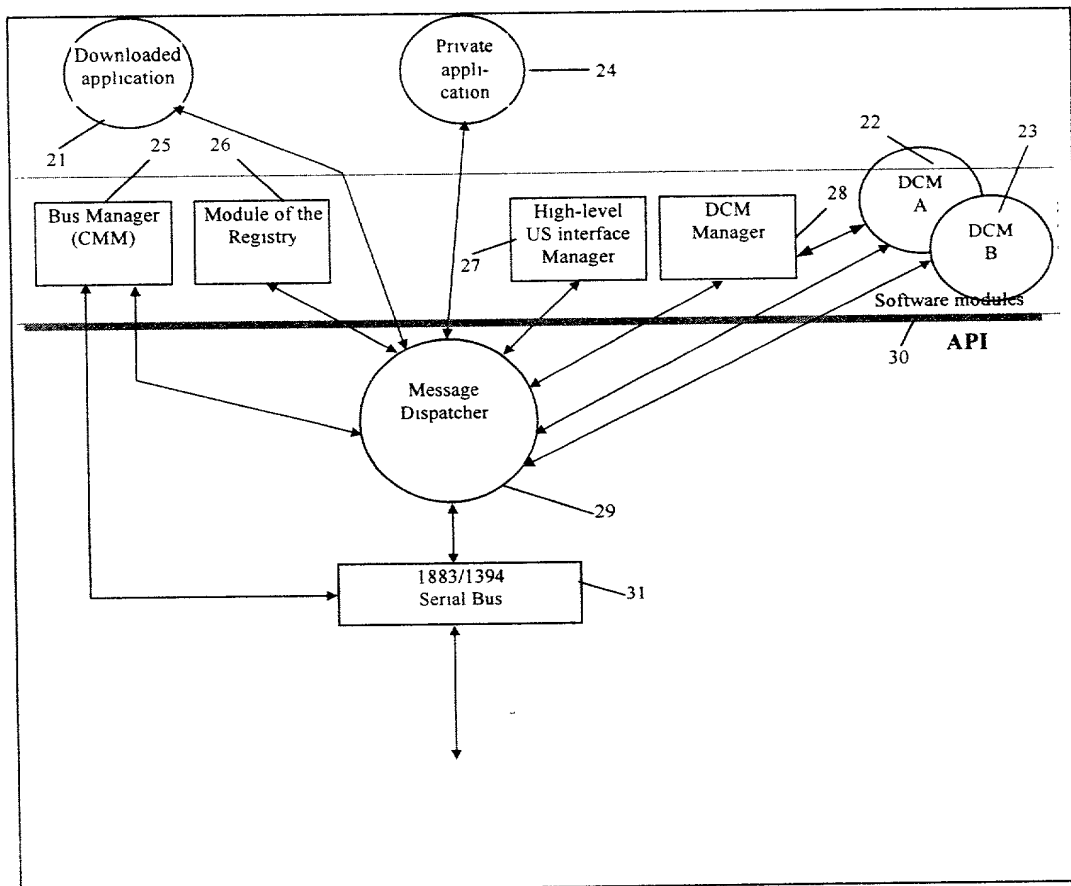 Downloaded
application
Private
appli-
cation
24
21
25
26
22
23
Bus Manager
(CMM)
Module of the
Registry
High-level
US interface
Manager
27
DCM
Manager
28
DCM
A
DCM
B
Software modules
30
API
Message
Dispatcher
29
1883/1394
Serial Bus
31